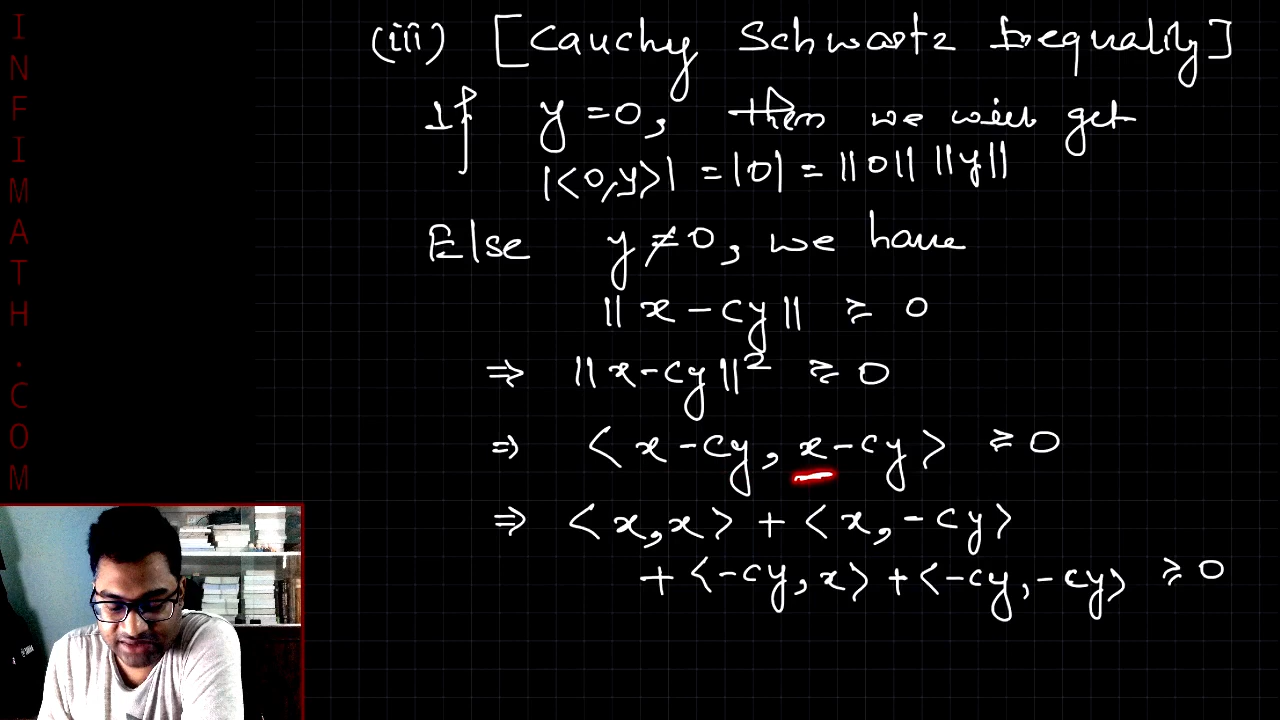 INFIMATH.COM
(iii) [Cauchy Schwartz Inequality]
If y = 0, then we will get
|<0,y>| = |0| = ||0|| ||y||
Else y ≠ 0, we have
|| x - cy || ≥ 0
⇒ || x - cy ||² ≥ 0
⇒ < x - cy, x - cy > ≥ 0
⇒ < x, x > + < x, -cy >
+ < -cy, x > + < -cy, -cy > ≥ 0